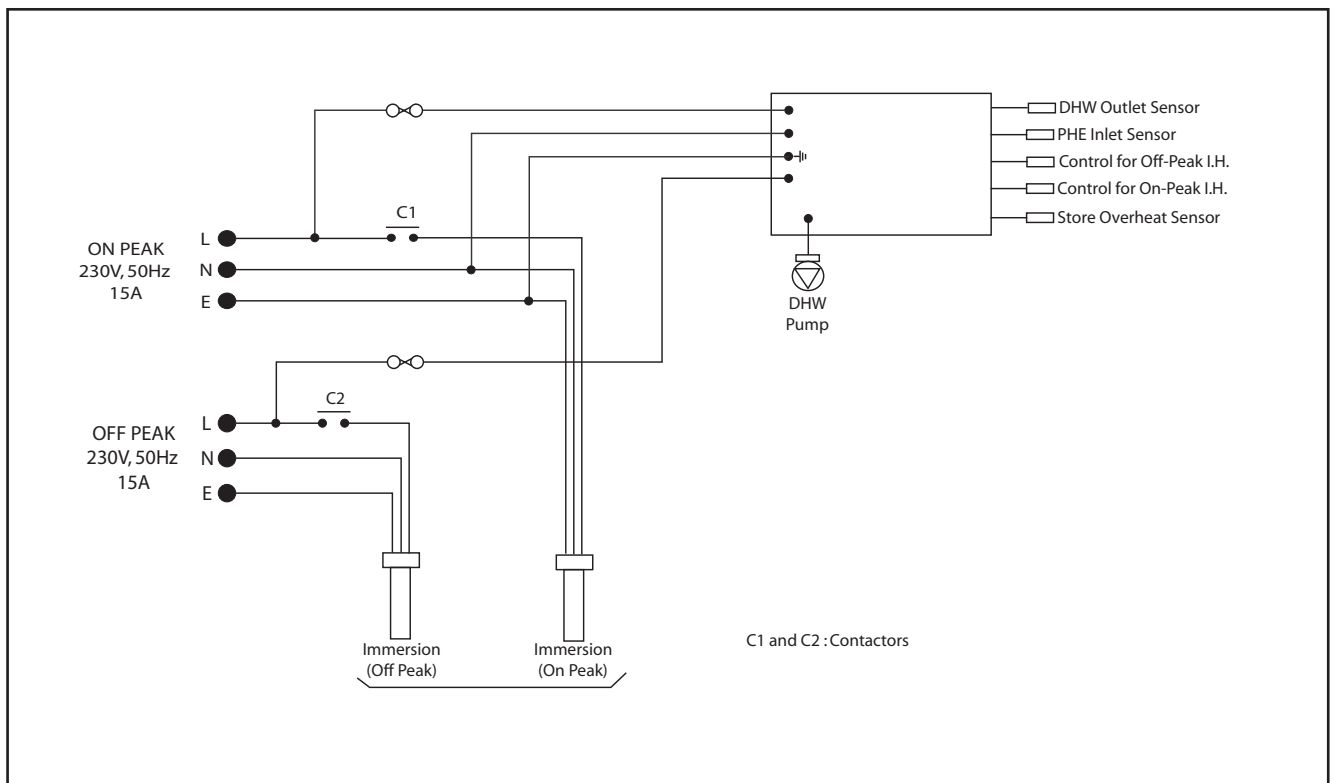 DHW Outlet Sensor
PHE Inlet Sensor
Control for Off-Peak I.H.
Control for On-Peak I.H.
Store Overheat Sensor
DHW
Pump
ON PEAK
230V, 50Hz
15A
L
N
E
C1
OFF PEAK
230V, 50Hz
15A
L
N
E
C2
Immersion
(Off Peak)
Immersion
(On Peak)
C1 and C2 : Contactors